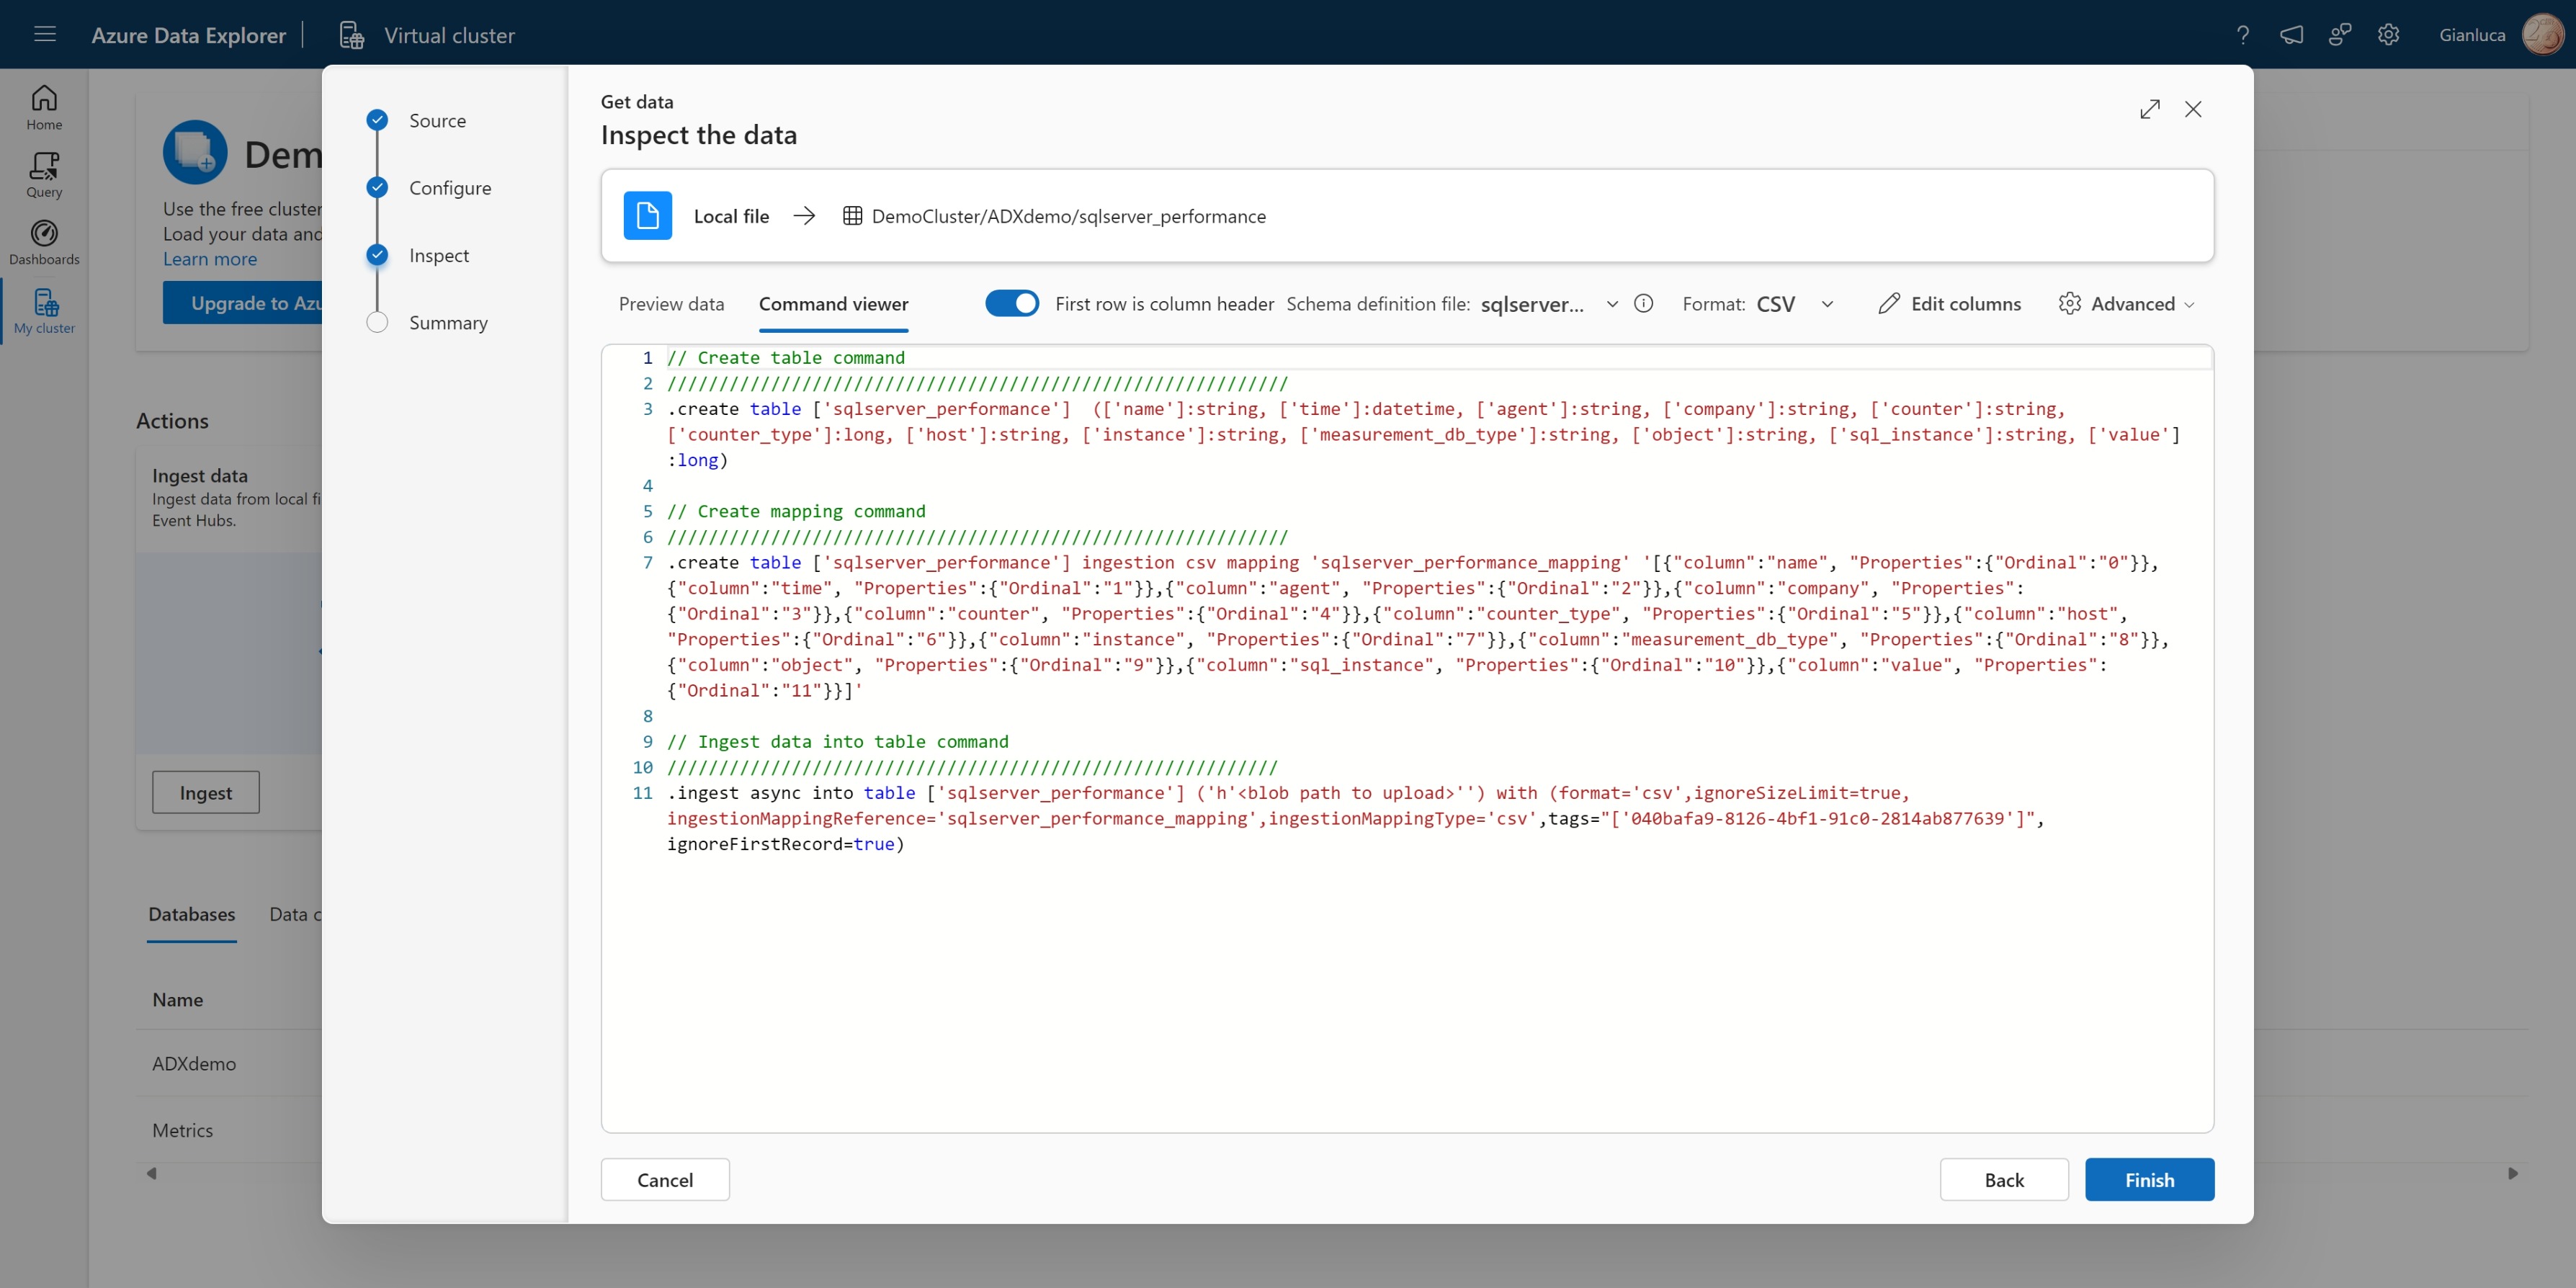 Azure Data Explorer
Virtual cluster
Gianluca
Home
Query
Dashboards
My cluster
Use the free cluster
Load your data and
Learn more
Upgrade to
Actions
Ingest data
Ingest data from local
Event Hubs.
Ingest
Databases
Data
Name
ADXdemo
Metrics
Source
Configure
Inspect
Summary
Get data
Inspect the data
Local file
DemoCluster/ADXdemo/sqlserver_performance
Preview data
Command viewer
First row is column header
Schema definition file: sqlserver...
Format: CSV
Edit columns
Advanced
1 // Create table command
2 ////////////////////////////////////////////////////////////
3 .create table ['sqlserver_performance']  (['name']:string, ['time']:datetime, ['agent']:string, ['company']:string, ['counter']:string,
['counter_type']:long, ['host']:string, ['instance']:string, ['measurement_db_type']:string, ['object']:string, ['sql_instance']:string, ['value']
:long)
4
5 // Create mapping command
6 ////////////////////////////////////////////////////////////
7 .create table ['sqlserver_performance'] ingestion csv mapping 'sqlserver_performance_mapping' '[{"column":"name", "Properties":{"Ordinal":"0"}},
{"column":"time", "Properties":{"Ordinal":"1"}},{"column":"agent", "Properties":{"Ordinal":"2"}},{"column":"company", "Properties":
{"Ordinal":"3"}},{"column":"counter", "Properties":{"Ordinal":"4"}},{"column":"counter_type", "Properties":{"Ordinal":"5"}},{"column":"host",
"Properties":{"Ordinal":"6"}},{"column":"instance", "Properties":{"Ordinal":"7"}},{"column":"measurement_db_type", "Properties":{"Ordinal":"8"}},
{"column":"object", "Properties":{"Ordinal":"9"}},{"column":"sql_instance", "Properties":{"Ordinal":"10"}},{"column":"value", "Properties":
{"Ordinal":"11"}}]'
8
9 // Ingest data into table command
10 ///////////////////////////////////////////////////////////
11 .ingest async into table ['sqlserver_performance'] ('h'<blob path to upload>'') with (format='csv',ignoreSizeLimit=true,
ingestionMappingReference='sqlserver_performance_mapping',ingestionMappingType='csv',tags="['040bafa9-8126-4bf1-91c0-2814ab877639']",
ignoreFirstRecord=true)
Cancel
Back
Finish